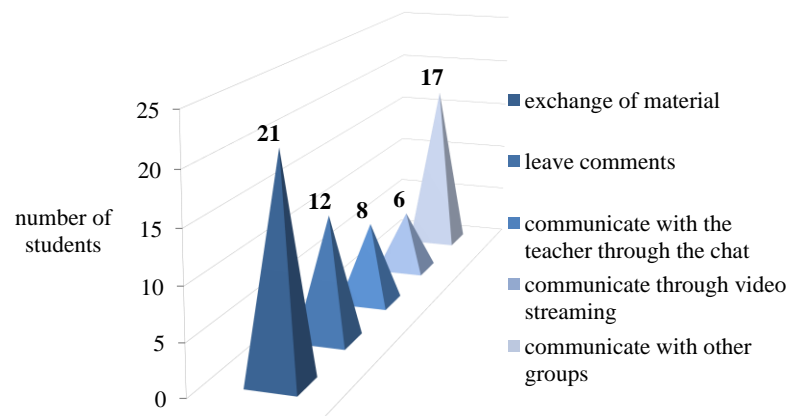 17
25
21
exchange of material
20
12
8
6
leave comments
number of
students
15
communicate with the
teacher through the chat
10
communicate through video
streaming
5
communicate with other
groups
0